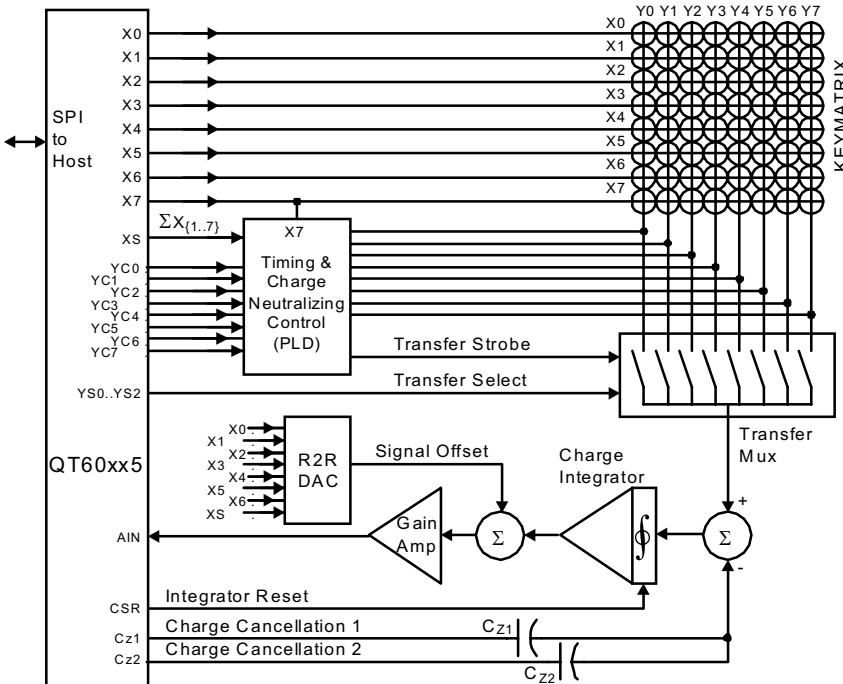 Y0 Y1 Y2 Y3 Y4 Y5 Y6 Y7
X0 X0
X1 X1
X2 X2
X3 X3
X4 X4
X5 X5
X6 X6
X7 X7
KEYMATRIX
SPI
to
Host
ΣX{1..7}
XS
YC0
YC1
YC2
YC3
YC4
YC5
YC6
YC7
X7
Timing &
Charge
Neutralizing
Control
(PLD)
Transfer Strobe
YS0..YS2
Transfer Select
Transfer
Mux
QT60xx5
X0
X1
X2
X3
X4
X5
X6
XS
R2R
DAC
Signal Offset
Charge
Integrator
Gain
Amp
Σ
∮
Σ
+
-
AIN
CSR
Integrator Reset
Cz1
Charge Cancellation 1
CZ1
Cz2
Charge Cancellation 2
CZ2